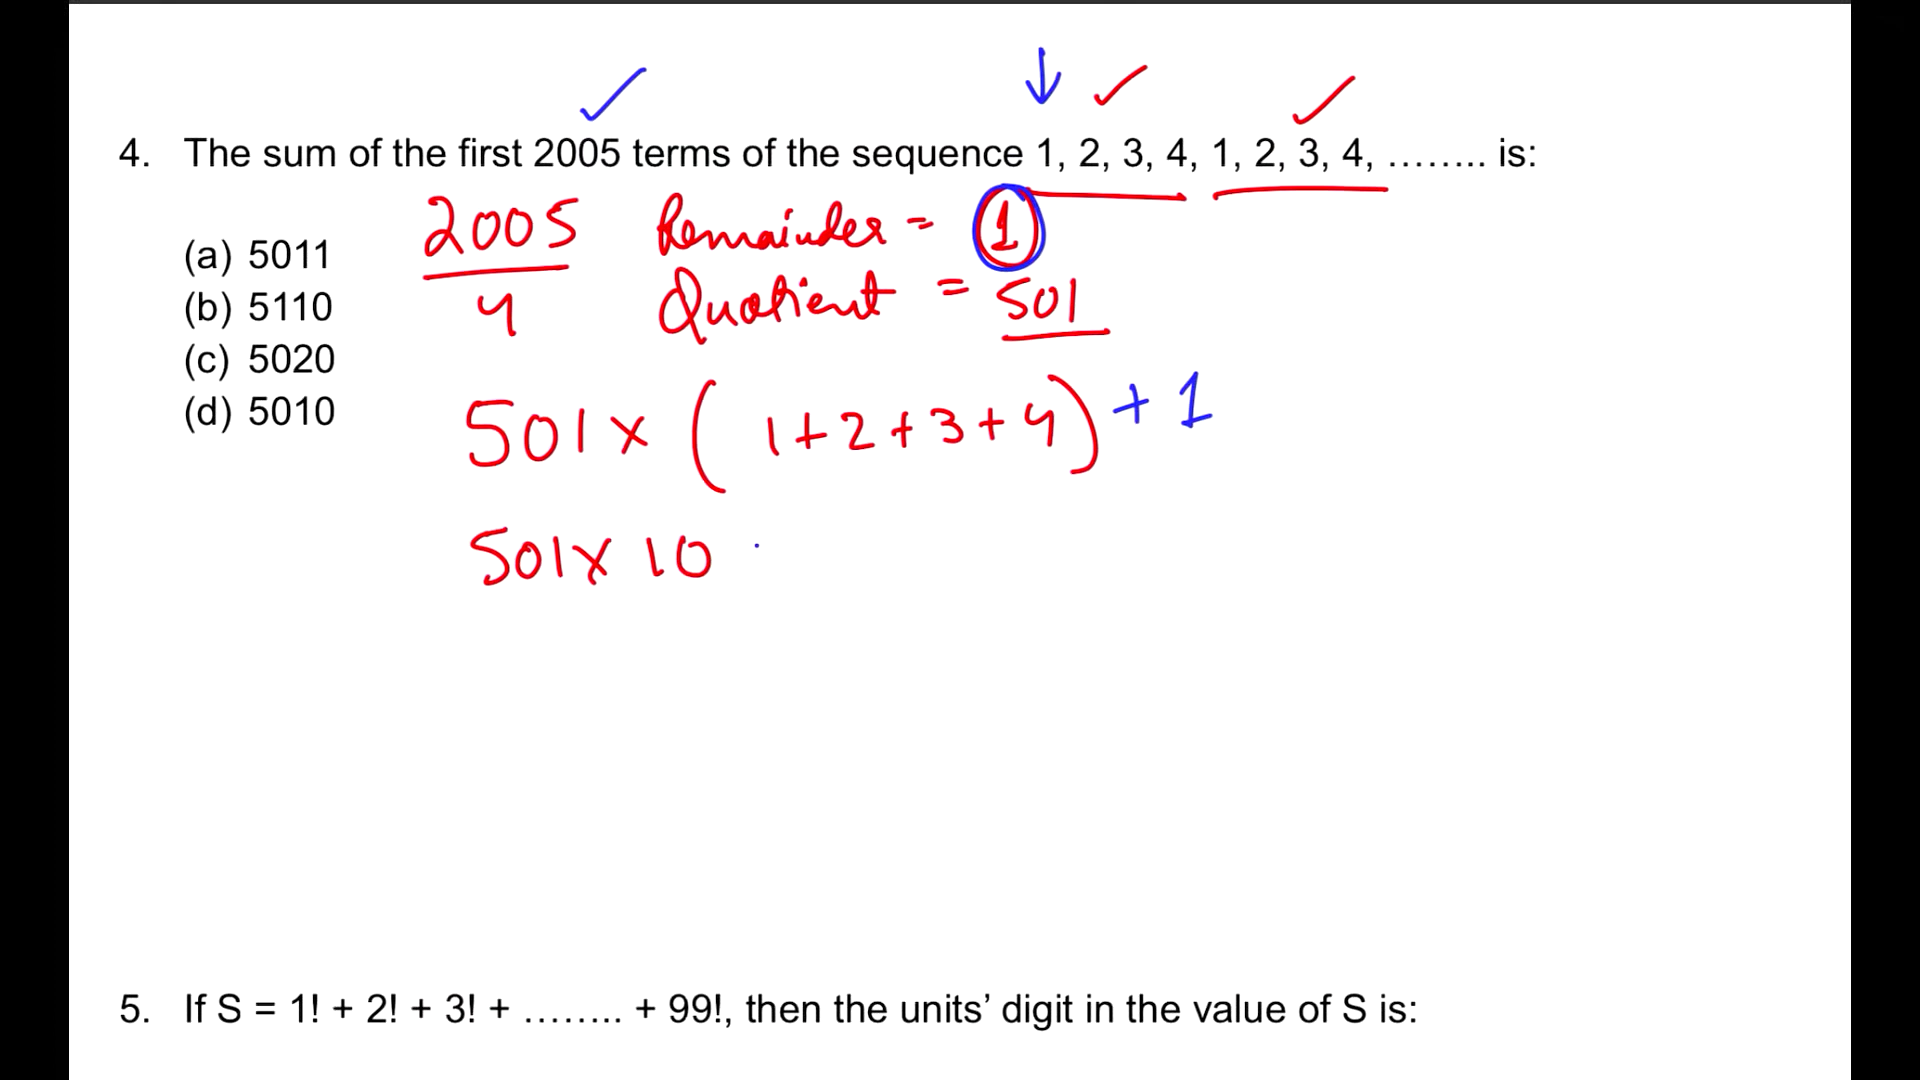 4. The sum of the first 2005 terms of the sequence 1, 2, 3, 4, 1, 2, 3, 4, …….. is:
(a) 5011
(b) 5110
(c) 5020
(d) 5010
2005
4
Remainder = 1
Quotient = 501
501 x ( 1+2+3+4) + 1
501x 10
5. If S = 1! + 2! + 3! + …….. + 99!, then the units’ digit in the value of S is: